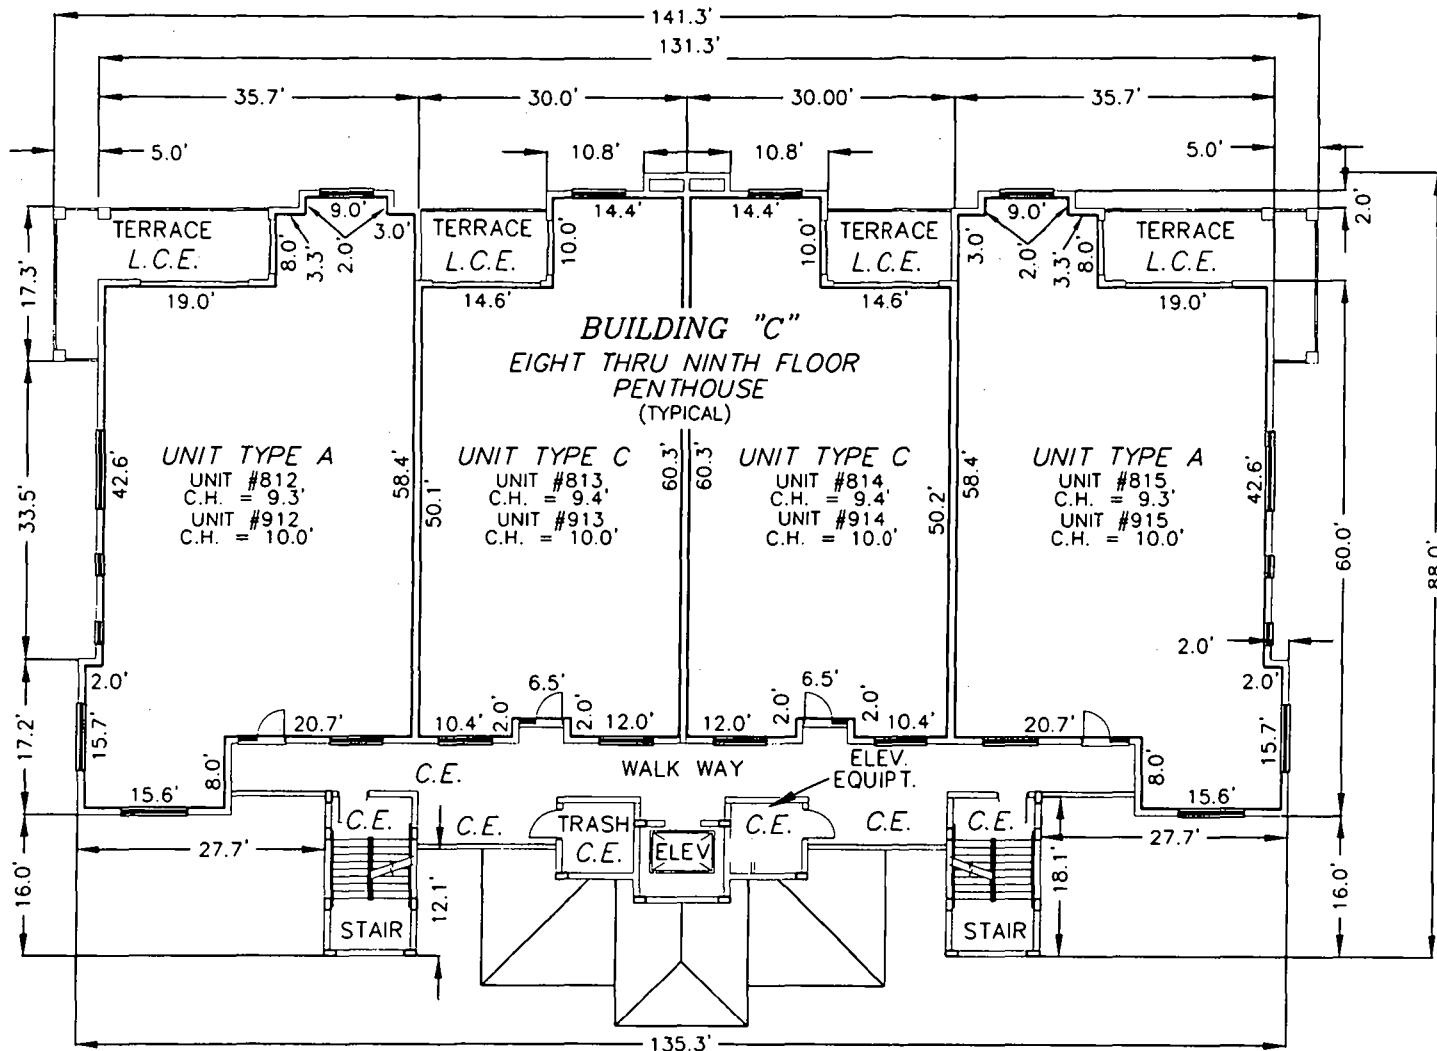 141.3'
131.3'
35.7'
30.0'
30.00'
35.7'
5.0'
10.8'
10.8'
5.0'
2.0'
9.0'
14.4'
14.4'
9.0'
TERRACE
L.C.E.
8.0'
3.3'
2.0'
3.0'
TERRACE
L.C.E.
10.0'
10.0'
TERRACE
L.C.E.
3.0'
2.0'
3.3'
8.0'
TERRACE
L.C.E.
17.3'
19.0'
14.6'
14.6'
19.0'
BUILDING "C"
EIGHT THRU NINTH FLOOR
PENTHOUSE
(TYPICAL)
UNIT TYPE A
UNIT #812
C.H. = 9.3'
UNIT #912
C.H. = 10.0'
UNIT TYPE C
UNIT #813
C.H. = 9.4'
UNIT #913
C.H. = 10.0'
UNIT TYPE C
UNIT #814
C.H. = 9.4'
UNIT #914
C.H. = 10.0'
UNIT TYPE A
UNIT #815
C.H. = 9.3'
UNIT #915
C.H. = 10.0'
33.5'
42.6'
58.4'
50.1'
60.3'
60.3'
50.2'
58.4'
42.6'
60.0'
88.0'
2.0'
2.0'
6.5'
6.5'
2.0'
17.2'
15.7'
20.7'
10.4'
2.0'
2.0'
12.0'
12.0'
2.0'
2.0'
10.4'
20.7'
15.7'
8.0'
C.E.
WALK WAY
ELEV.
EQUIPT.
8.0'
15.6'
15.6'
C.E.
C.E.
TRASH
C.E.
ELEV
C.E.
C.E.
C.E.
27.7'
27.7'
16.0'
12.1'
18.1'
16.0'
STAIR
STAIR
135.3'